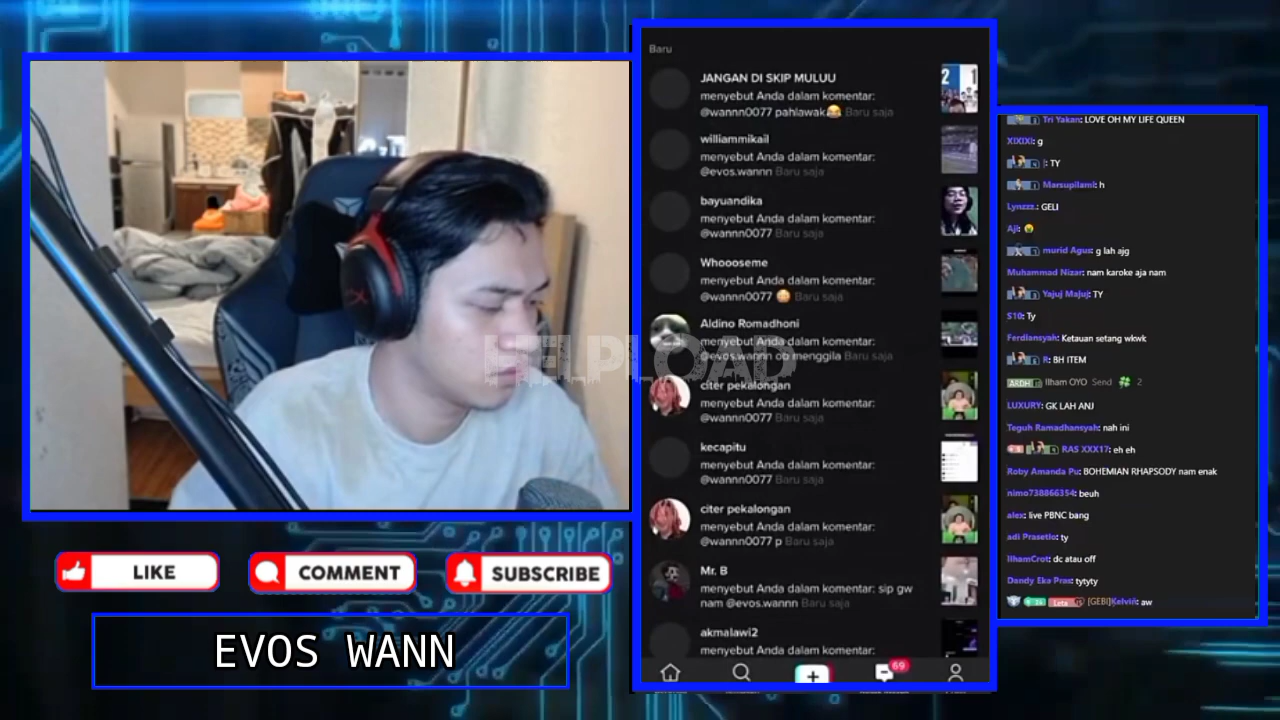 Baru
JANGAN DI SKIP MULUU
menyebut Anda dalam komentar:
@wannn0077 pahlawak😂 Baru saja
williammikail
menyebut Anda dalam komentar:
@evos.wannn Baru saja
bayuandika
menyebut Anda dalam komentar:
@wannn0077 Baru saja
Whoooseme
menyebut Anda dalam komentar:
@wannn0077 😳 Baru saja
Aldino Romadhoni
menyebut Anda dalam komentar:
@evos.wannn ob menggila Baru saja
citer pekalongan
menyebut Anda dalam komentar:
@wannn0077 Baru saja
kecapitu
menyebut Anda dalam komentar:
@wannn0077 Baru saja
citer pekalongan
menyebut Anda dalam komentar:
@wannn0077 p Baru saja
Mr. B
menyebut Anda dalam komentar: sip gw
nam @evos.wannn Baru saja
akmalawi2
menyebut Anda dalam komentar:
69
Tri Yakan: LOVE OH MY LIFE QUEEN
XIXIXI: g
|: TY
Marsupilami: h
Lynzzz.: GELI
Aji: 🤮
murid Agus: g lah ajg
Muhammad Nizar: nam karoke aja nam
Yajuj Majuj: TY
S10: Ty
Ferdiansyah: Ketauan setang wkwk
R: BH ITEM
ARDH Ilham OYO Send 🍀 2
LUXURY: GK LAH ANJ
Teguh Ramadhansyah: nah ini
RAS XXX17: eh eh
Roby Amanda Pu: BOHEMIAN RHAPSODY nam enak
nimo738866354: beuh
alex: live PBNC bang
adi Prasetio: ty
IlhamCrot: dc atau off
Dandy Eka Pras: tytyty
[GEBI]Kelvin: aw
HELPLOAD
LIKE
COMMENT
SUBSCRIBE
EVOS WANN